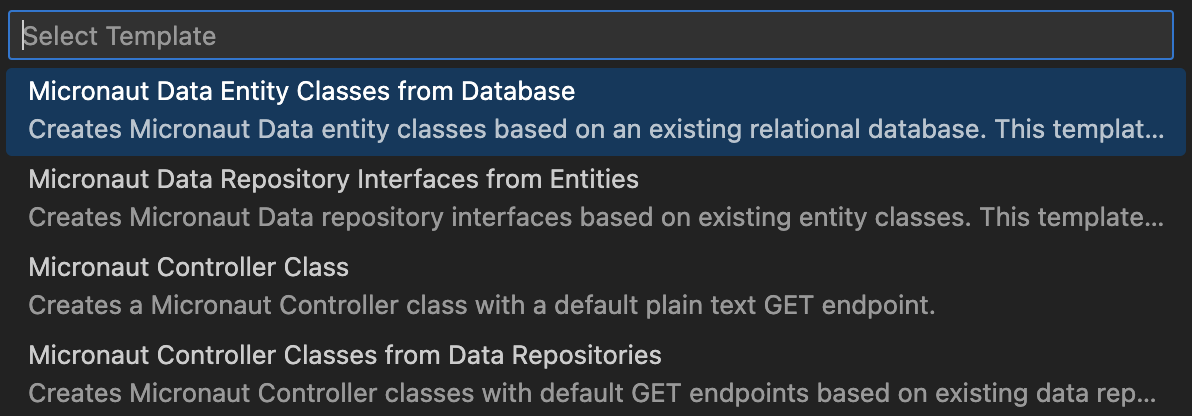 Select Template
Micronaut Data Entity Classes from Database
Creates Micronaut Data entity classes based on an existing relational database. This templat...
Micronaut Data Repository Interfaces from Entities
Creates Micronaut Data repository interfaces based on existing entity classes. This template...
Micronaut Controller Class
Creates a Micronaut Controller class with a default plain text GET endpoint.
Micronaut Controller Classes from Data Repositories
Creates Micronaut Controller classes with default GET endpoints based on existing data rep...